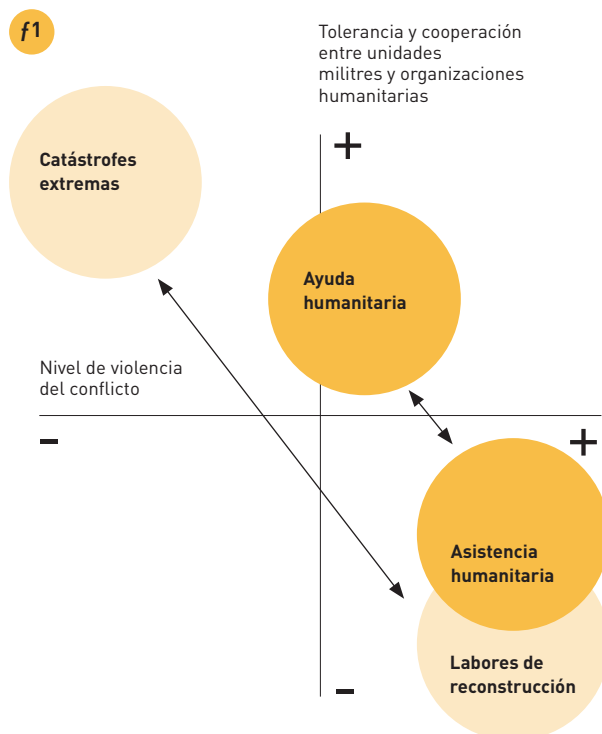 f1
Tolerancia y cooperación
entre unidades
militres y organizaciones
humanitarias
+
Catástrofes
extremas
Ayuda
humanitaria
Nivel de violencia
del conflicto
-
+
Asistencia
humanitaria
Labores de
reconstrucción
-